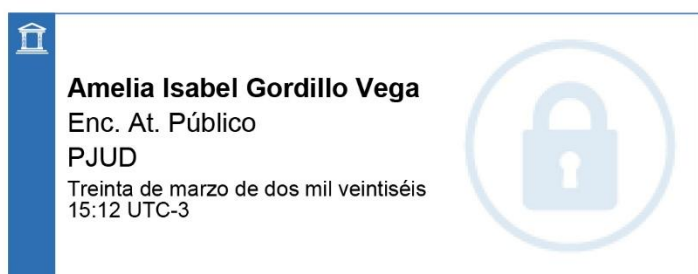 Amelia Isabel Gordillo Vega
Enc. At. Público
PJUD
Treinta de marzo de dos mil veintiséis
15:12 UTC-3